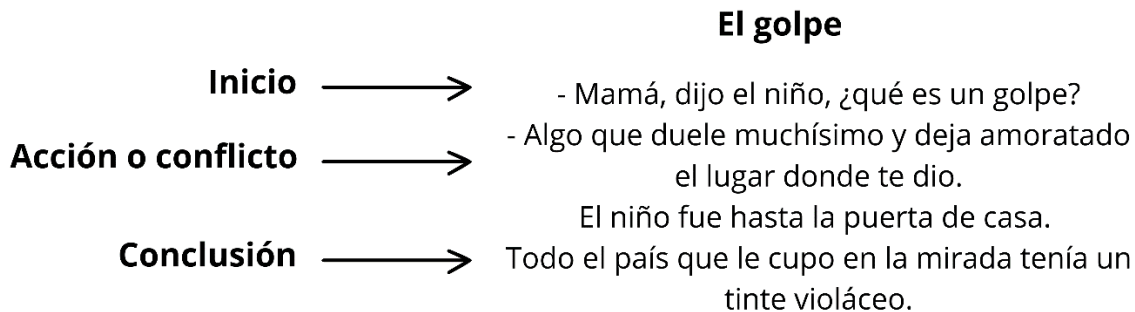 El golpe
Inicio
- Mamá, dijo el niño, ¿qué es un golpe?
Acción o conflicto
- Algo que duele muchísimo y deja amoratado
el lugar donde te dio.
El niño fue hasta la puerta de casa.
Conclusión
Todo el país que le cupo en la mirada tenía un
tinte violáceo.